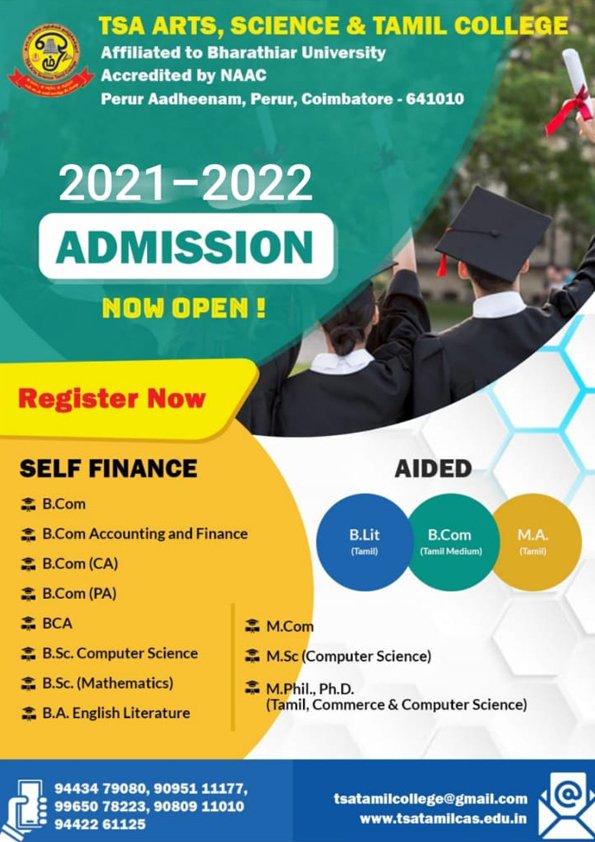 TSA ARTS, SCIENCE & TAMIL COLLEGE
Affiliated to Bharathiar University
Accredited by NAAC
Perur Aadheenam, Perur, Coimbatore - 641010
2021-2022
ADMISSION
NOW OPEN !
Register Now
SELF FINANCE
B.Com
B.Com Accounting and Finance
B.Com (CA)
B.Com (PA)
BCA
B.Sc. Computer Science
B.Sc. (Mathematics)
B.A. English Literature
M.Com
M.Sc (Computer Science)
M.Phil., Ph.D.
(Tamil, Commerce & Computer Science)
AIDED
B.Lit
(Tamil)
B.Com
(Tamil Medium)
M.A.
(Tamil)
94434 79080, 90951 11177,
99650 78223, 90809 11010
94422 61125
tsatamilcollege@gmail.com
www.tsatamilcas.edu.in